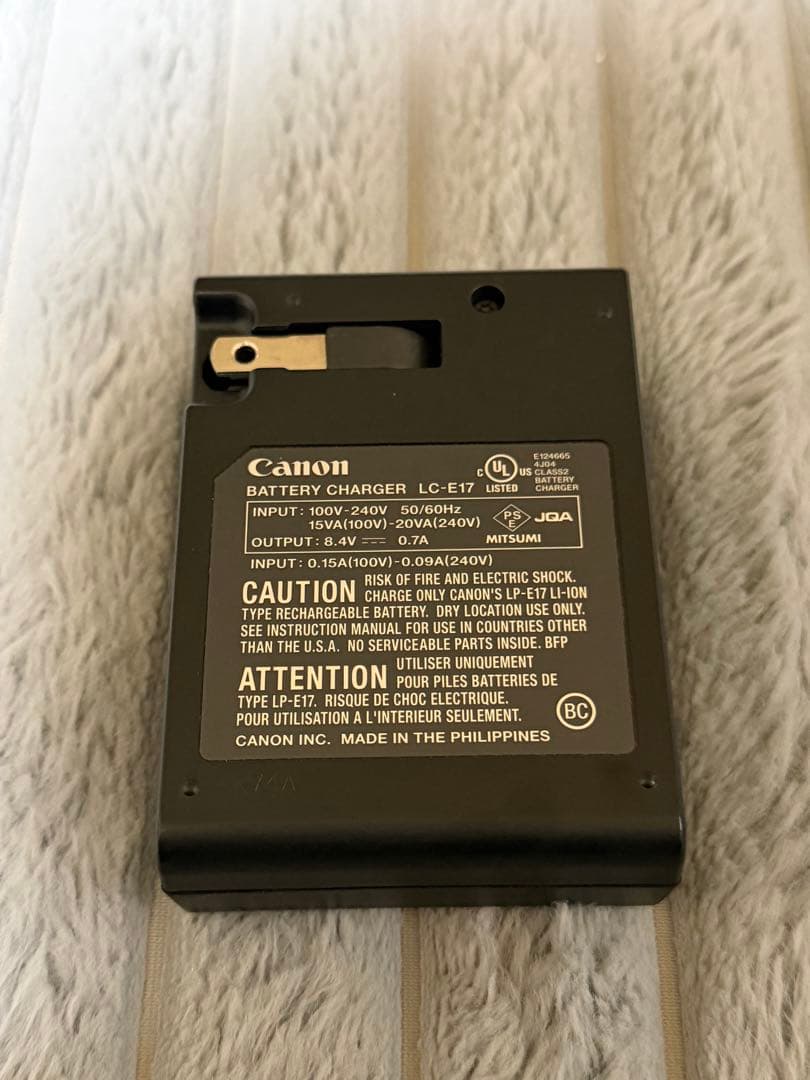 Canon
BATTERY CHARGER LC-E17
C UL US
LISTED
E124665
4J04
CLASS2
BATTERY
CHARGER
INPUT: 100V-240V 50/60Hz
15VA(100V)-20VA(240V)
OUTPUT: 8.4V ⎓ 0.7A
PS
E
JQA
MITSUMI
INPUT: 0.15A(100V)-0.09A(240V)
CAUTION RISK OF FIRE AND ELECTRIC SHOCK.
CHARGE ONLY CANON'S LP-E17 LI-ION
TYPE RECHARGEABLE BATTERY. DRY LOCATION USE ONLY.
SEE INSTRUCTION MANUAL FOR USE IN COUNTRIES OTHER
THAN THE U.S.A. NO SERVICEABLE PARTS INSIDE. BFP
ATTENTION UTILISER UNIQUEMENT
POUR PILES BATTERIES DE
TYPE LP-E17. RISQUE DE CHOC ELECTRIQUE.
POUR UTILISATION A L'INTERIEUR SEULEMENT.
BC
CANON INC. MADE IN THE PHILIPPINES